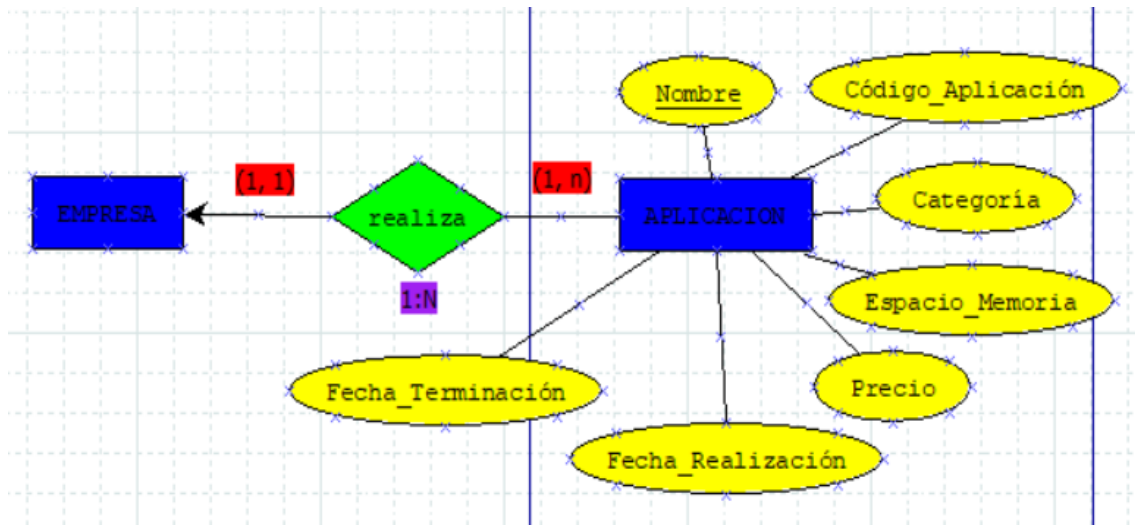 Nombre
Código_Aplicación
(1,1)
(1,n)
EMPRESA
realiza
APLICACION
Categoría
1:N
Espacio_Memoria
Fecha_Terminación
Precio
Fecha_Realización